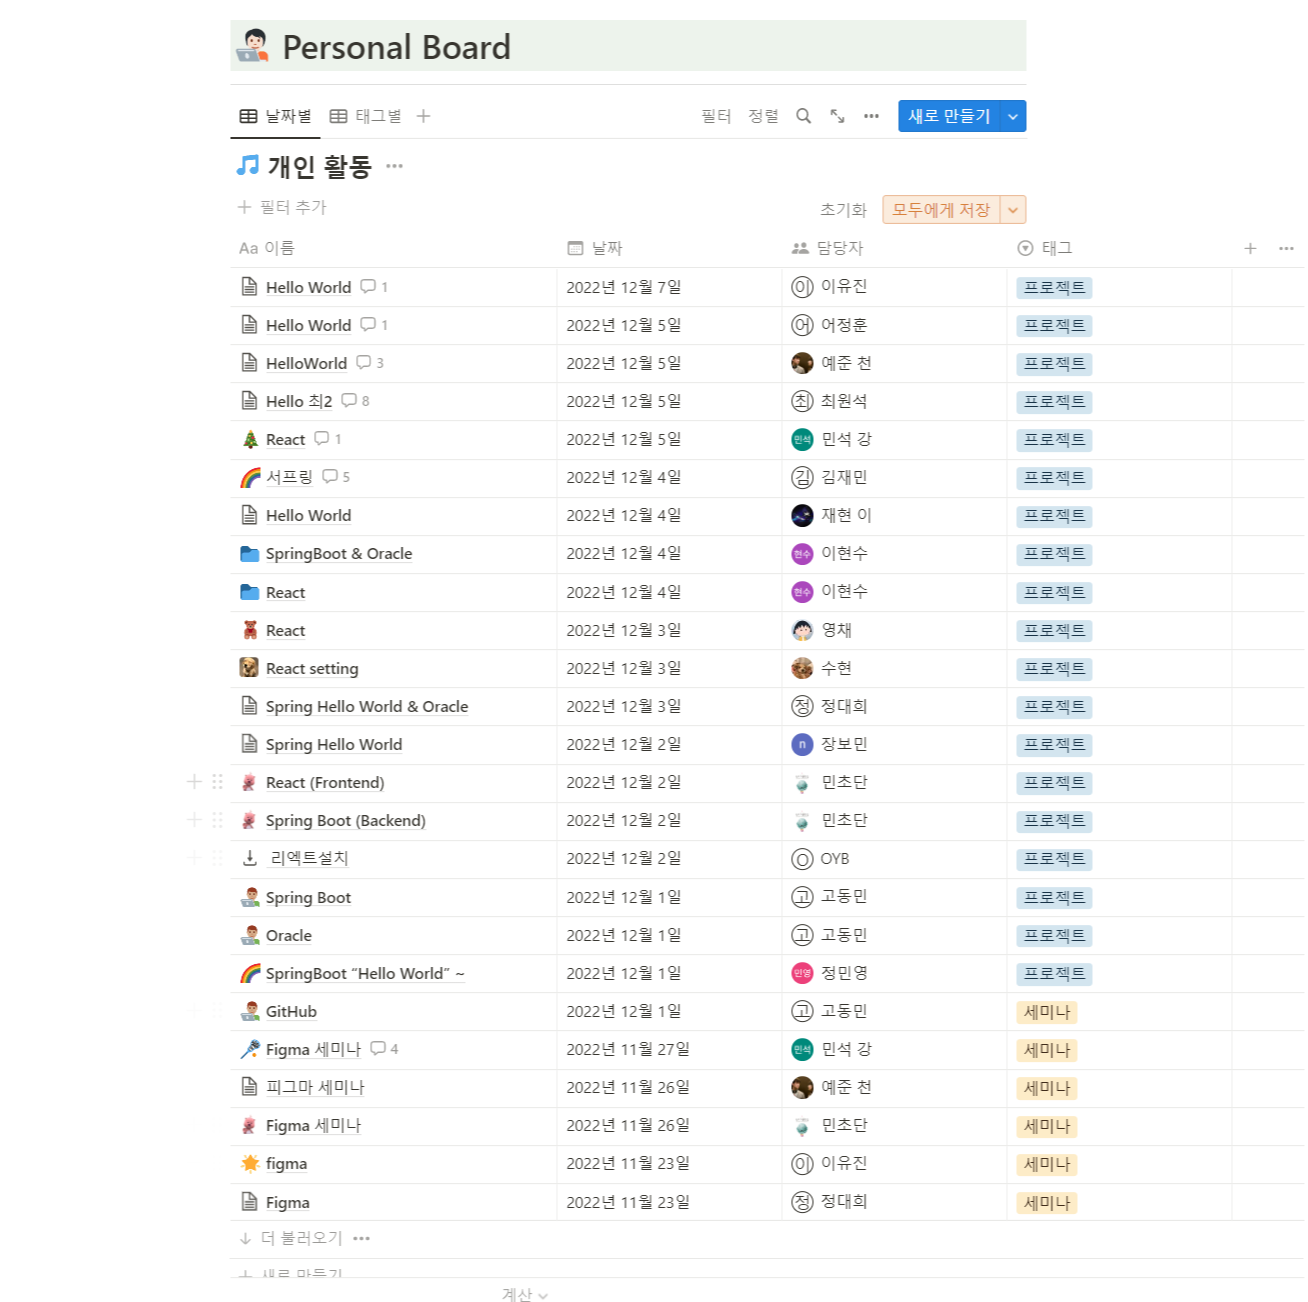 Personal Board
날짜별 태그별 필터 정렬 새로 만들기
개인 활동
필터 추가 초기화 모두에게 저장
Aa 이름 날짜 담당자 태그
Hello World 1 2022년 12월 7일 이 이유진 프로젝트
Hello World 1 2022년 12월 5일 어 어정훈 프로젝트
HelloWorld 3 2022년 12월 5일 예준 천 프로젝트
Hello 최2 8 2022년 12월 5일 최 최원석 프로젝트
React 1 2022년 12월 5일 민석 민석 강 프로젝트
서프링 5 2022년 12월 4일 김 김재민 프로젝트
Hello World 2022년 12월 4일 재현 이 프로젝트
SpringBoot & Oracle 2022년 12월 4일 현수 이현수 프로젝트
React 2022년 12월 4일 현수 이현수 프로젝트
React 2022년 12월 3일 영채 프로젝트
React setting 2022년 12월 3일 수현 프로젝트
Spring Hello World & Oracle 2022년 12월 3일 정 정대희 프로젝트
Spring Hello World 2022년 12월 2일 n 장보민 프로젝트
React (Frontend) 2022년 12월 2일 민초단 프로젝트
Spring Boot (Backend) 2022년 12월 2일 민초단 프로젝트
리엑트설치 2022년 12월 2일 O OYB 프로젝트
Spring Boot 2022년 12월 1일 고 고동민 프로젝트
Oracle 2022년 12월 1일 고 고동민 프로젝트
SpringBoot “Hello World” ~ 2022년 12월 1일 민영 정민영 프로젝트
GitHub 2022년 12월 1일 고 고동민 세미나
Figma 세미나 4 2022년 11월 27일 민석 민석 강 세미나
피그마 세미나 2022년 11월 26일 예준 천 세미나
Figma 세미나 2022년 11월 26일 민초단 세미나
figma 2022년 11월 23일 이 이유진 세미나
Figma 2022년 11월 23일 정 정대희 세미나
더 불러오기
새로 만들기
계산